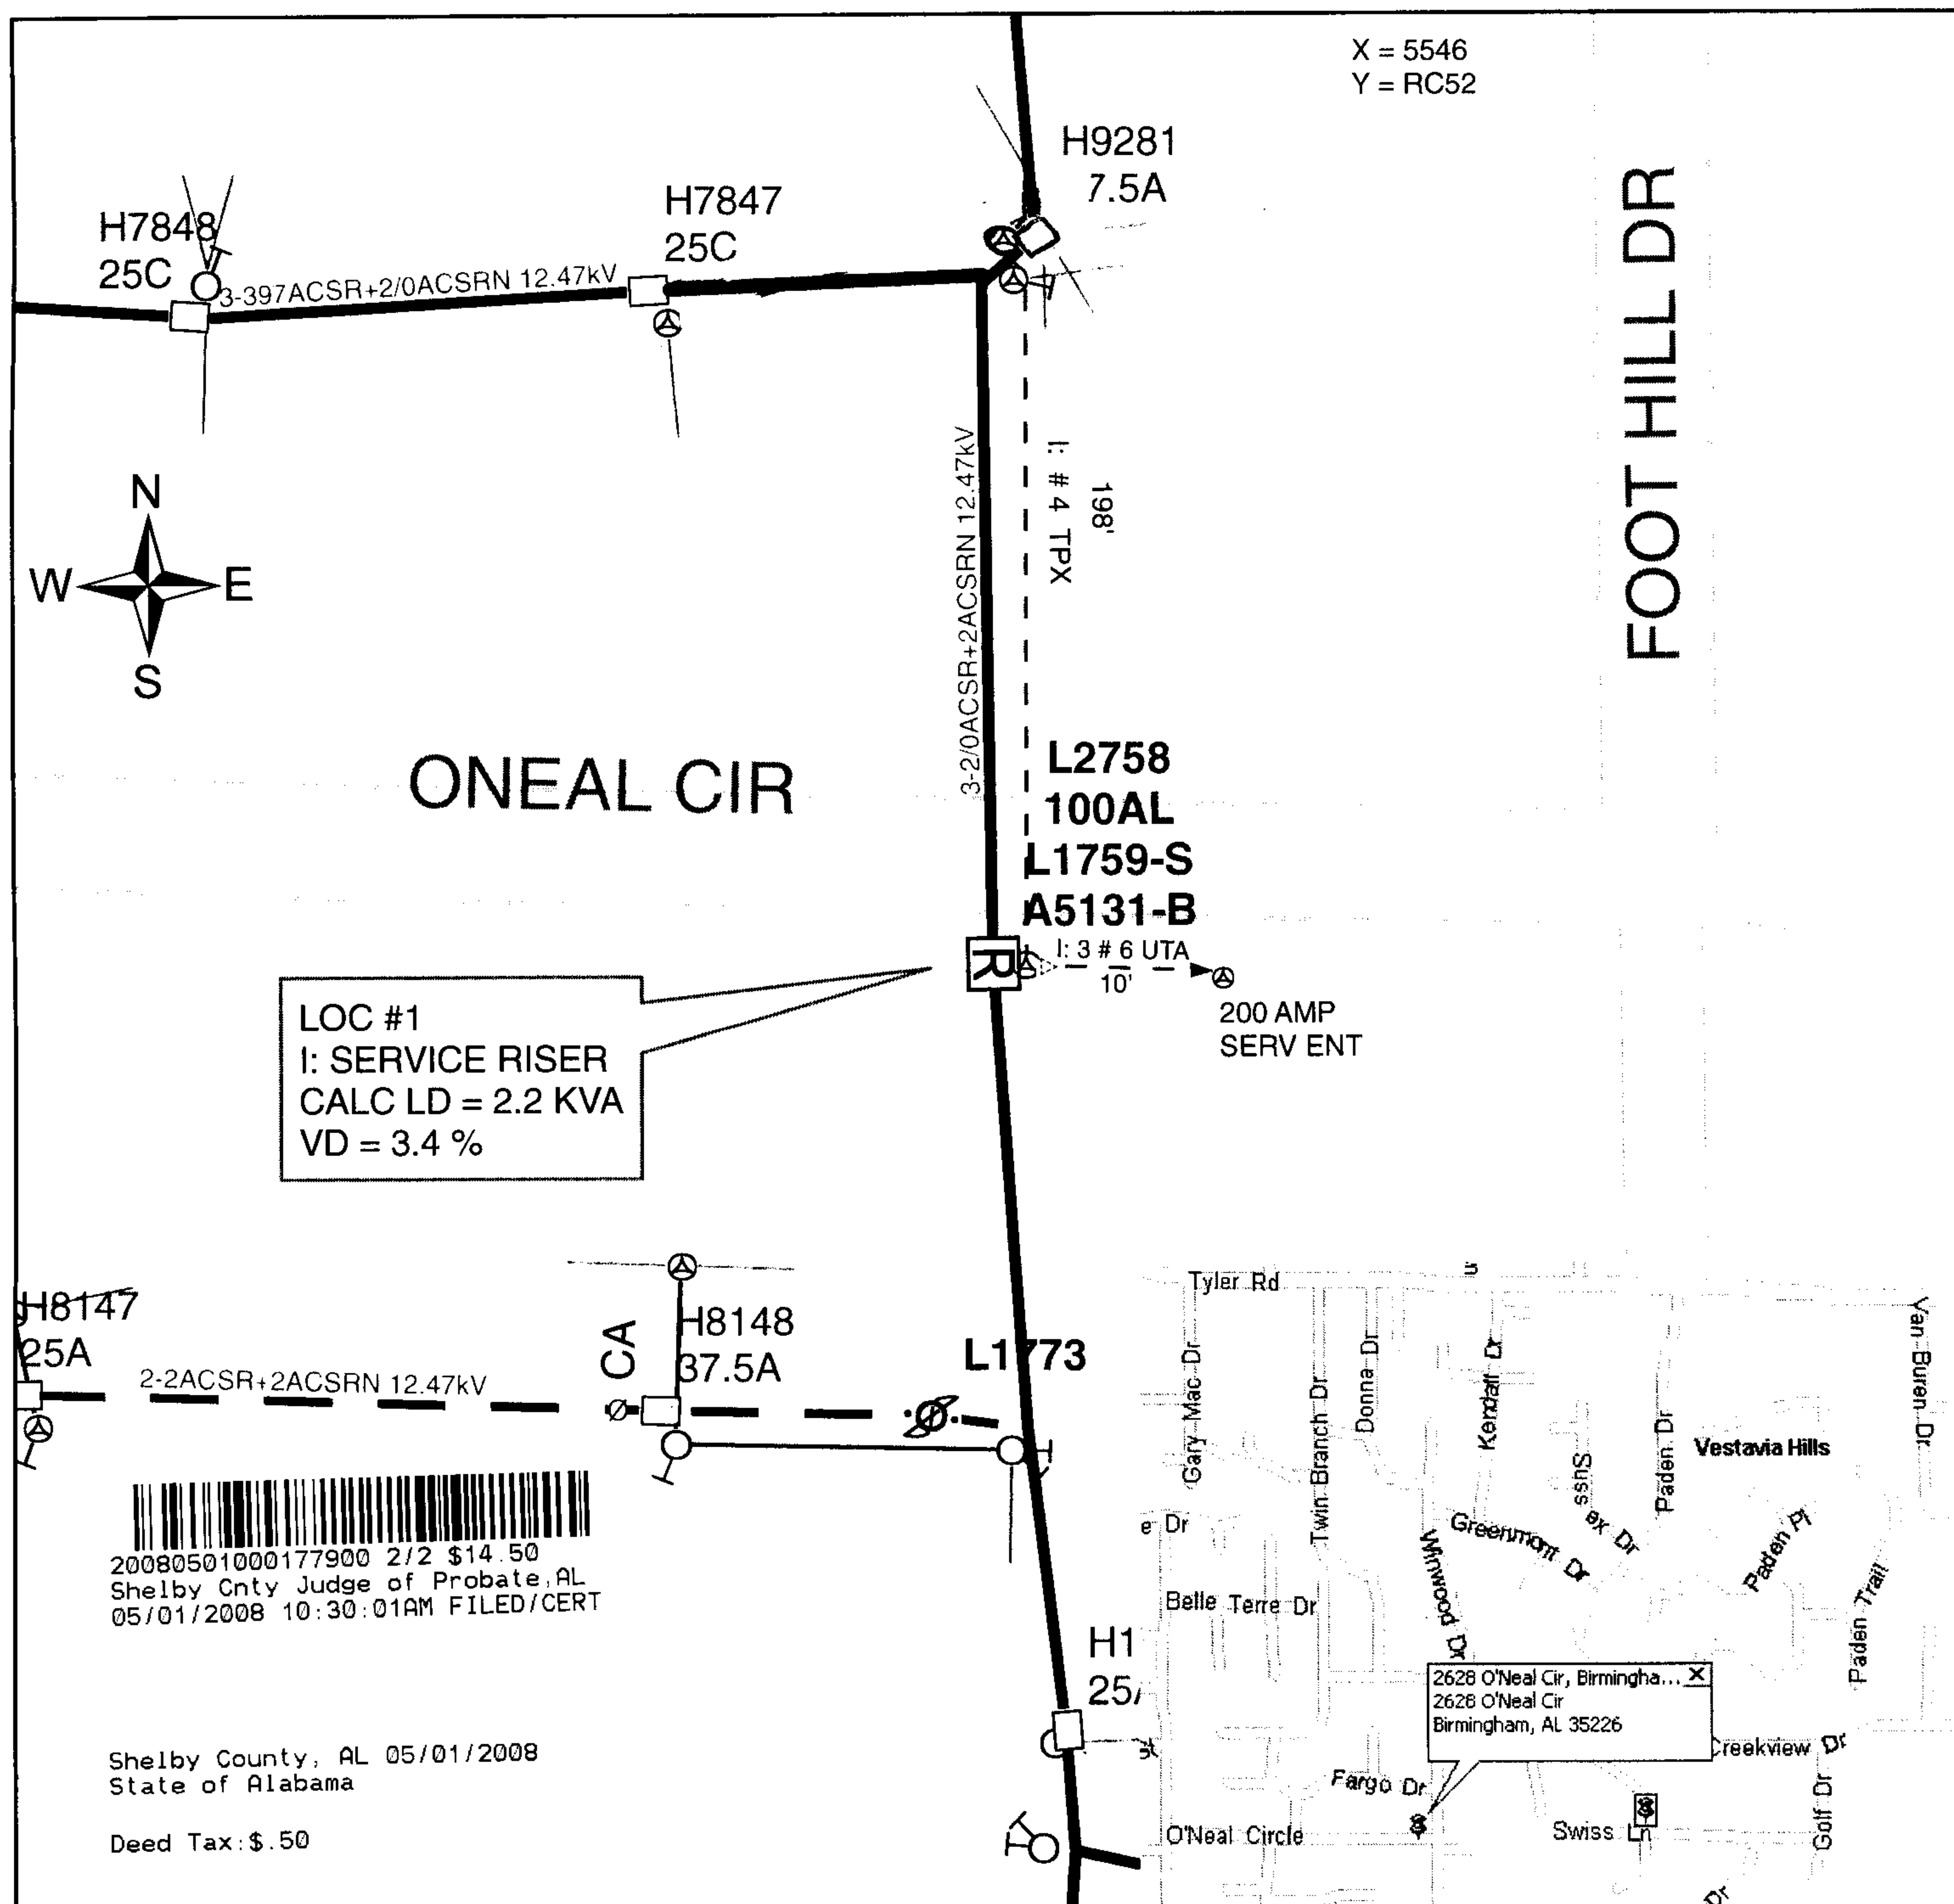 X = 5546
Y = RC52
H9281
7.5A
H7847
25C
H7848
25C
3-397ACSR+2/0ACSRN 12.47kV
FOOT HILL DR
3-2/0ACSR+2ACSRN 12.47kV
I: # 4 TPX
198'
N
W E
S
ONEAL CIR
L2758
100AL
L1759-S
A5131-B
R
I: 3 # 6 UTA
10'
200 AMP
SERV ENT
LOC #1
I: SERVICE RISER
CALC LD = 2.2 KVA
VD = 3.4 %
H8147
25A
2-2ACSR+2ACSRN 12.47kV
CA
H8148
37.5A
L1773
20080501000177900 2/2 $14.50
Shelby Cnty Judge of Probate,AL
05/01/2008 10:30:01AM FILED/CERT
H1
25
Shelby County, AL 05/01/2008
State of Alabama
Deed Tax:$.50
Tyler Rd
Gary Mac Dr
Twin Branch Dr
Donna Dr
Kendall Dr
Sussex Dr
Paden Dr
Vestavia Hills
Van Buren Dr
e Dr
Greenmont Dr
Winwood Dr
Paden Pl
Paden Trail
Belle Terre Dr
2628 O'Neal Cir, Birmingha... X
2628 O'Neal Cir
Birmingham, AL 35226
Creekview Dr
st
Fargo Dr
O'Neal Circle
Swiss Ln
Golf Dr
Dr